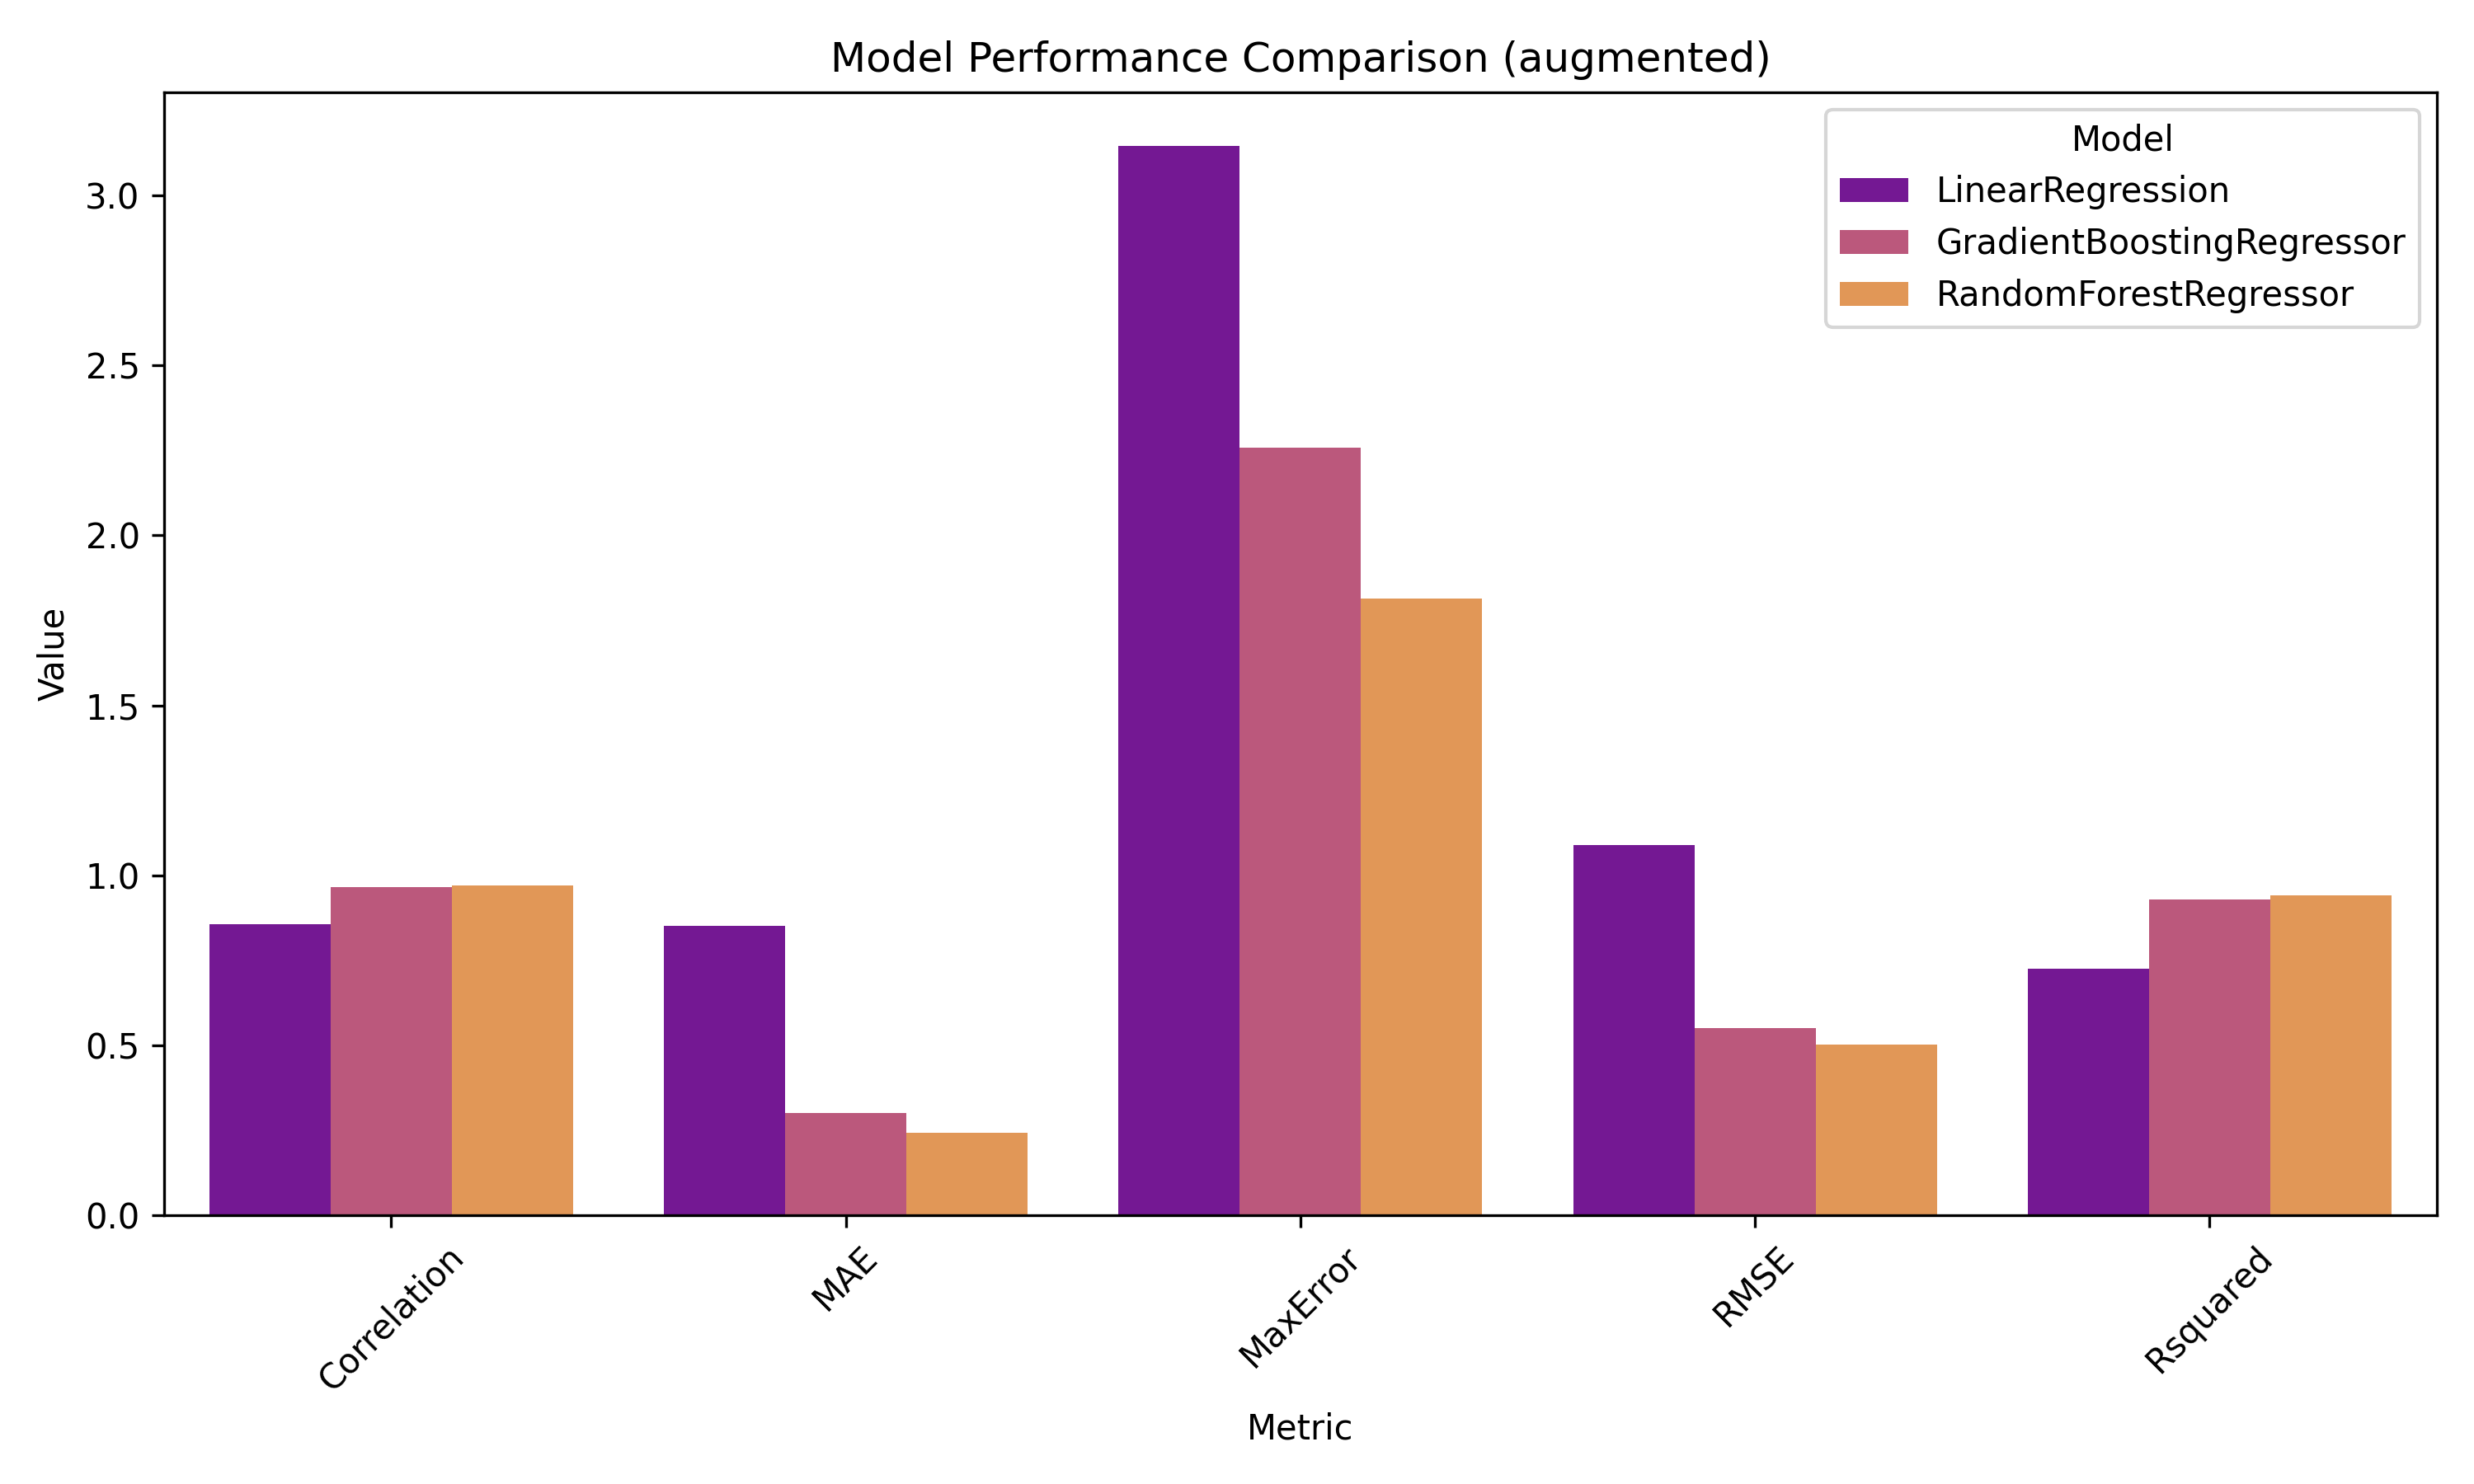 Model Performance Comparison (augmented)
Model
LinearRegression
GradientBoostingRegressor
RandomForestRegressor
Value
3.0
2.5
2.0
1.5
1.0
0.5
0.0
Correlation
MAE
MaxError
RMSE
Rsquared
Metric